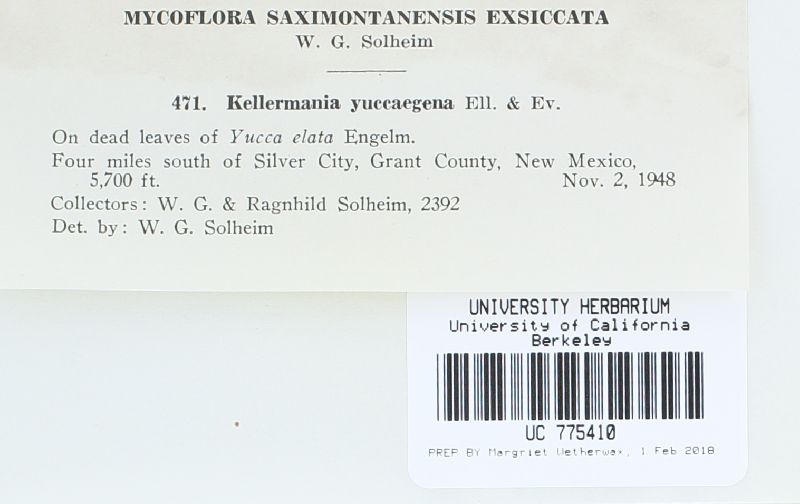 MYCOFLORA SAXIMONTANENSIS EXSICCATA
W. G. Solheim
471. Kellermania yuccaegena Ell. & Ev.
On dead leaves of Yucca elata Engelm.
Four miles south of Silver City, Grant County, New Mexico,
5,700 ft. Nov. 2, 1948
Collectors: W. G. & Ragnhild Solheim, 2392
Det. by: W. G. Solheim
UNIVERSITY HERBARIUM
University of California
Berkeley
UC 775410
PREP BY Margriet Wetherwax, 1 Feb 2018